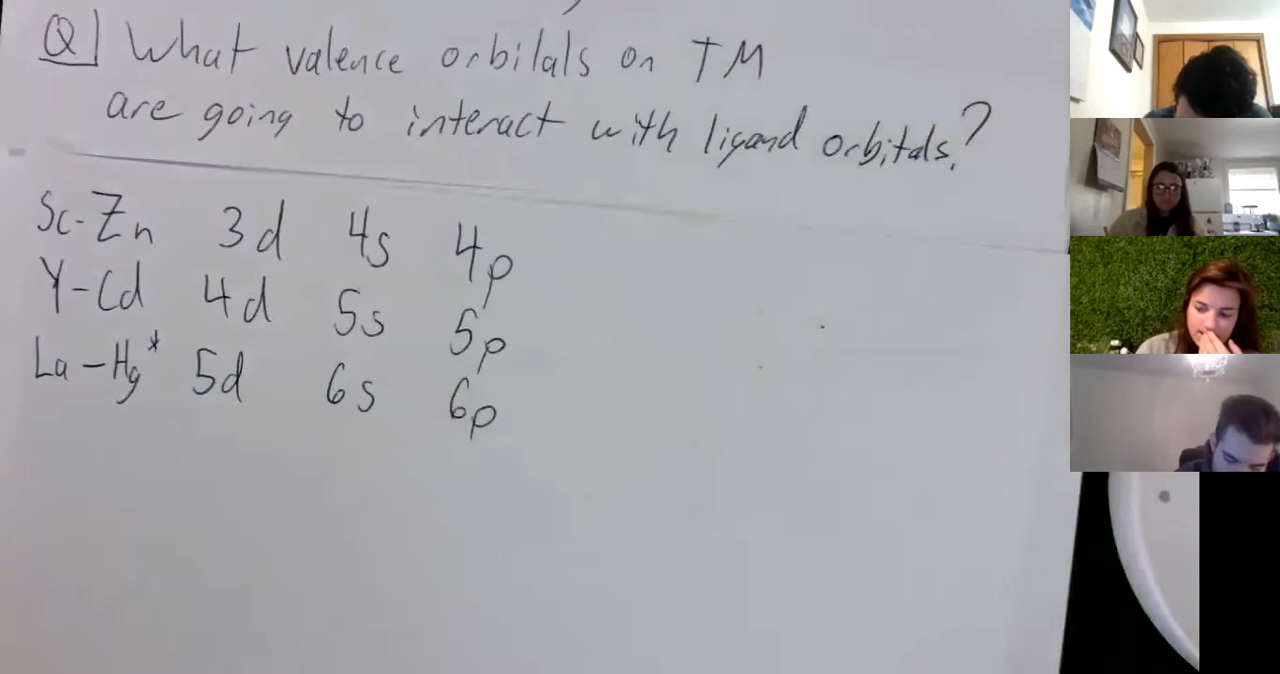 Q What valence orbitals on TM
are going to interact with ligand orbitals?
Sc-Zn 3d 4s 4p
Y-Cd 4d 5s 5p
La-Hg* 5d 6s 6p